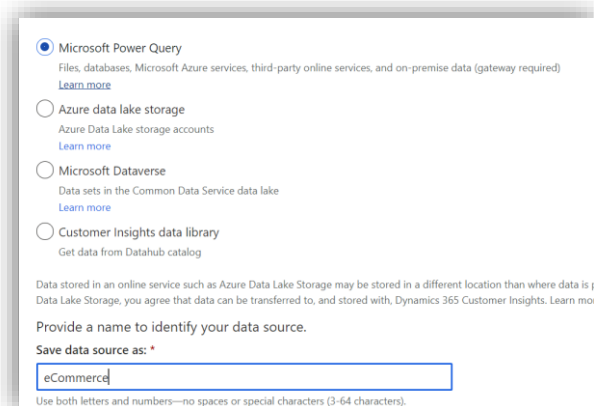 Microsoft Power Query
Files, databases, Microsoft Azure services, third-party online services, and on-premise data (gateway required)
Learn more
Azure data lake storage
Azure Data Lake storage accounts
Learn more
Microsoft Dataverse
Data sets in the Common Data Service data lake
Learn more
Customer Insights data library
Get data from Datahub catalog
Data stored in an online service such as Azure Data Lake Storage may be stored in a different location than where data is
Data Lake Storage, you agree that data can be transferred to, and stored with, Dynamics 365 Customer Insights. Learn
Provide a name to identify your data source.
Save data source as: *
eCommerce
Use both letters and numbers—no spaces or special characters (3-64 characters).